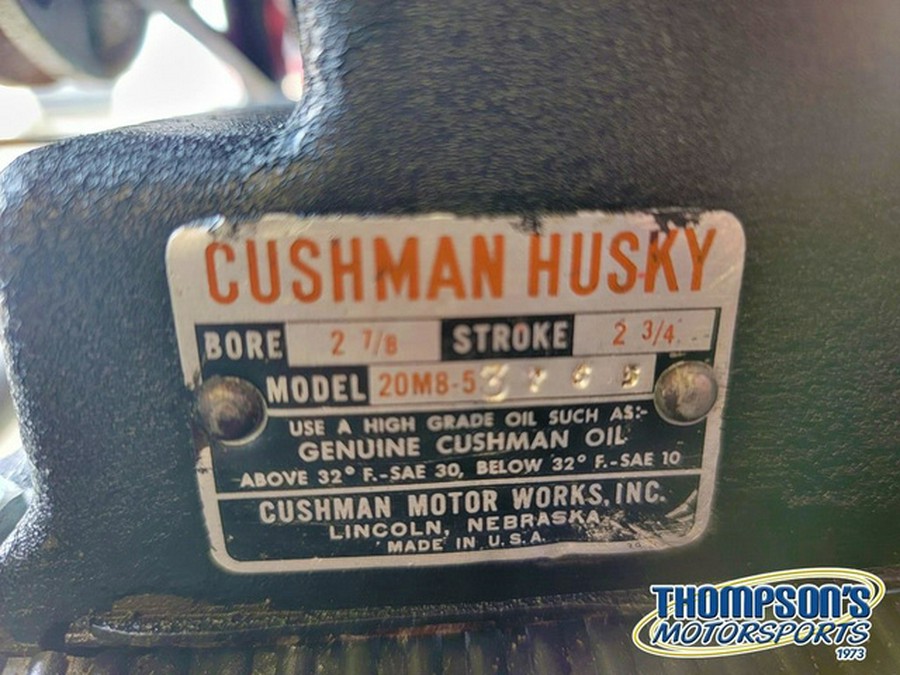 CUSHMAN HUSKY
BORE 2 7/8 STROKE 2 3/4
MODEL 20M8-5
USE A HIGH GRADE OIL SUCH AS:-
GENUINE CUSHMAN OIL
ABOVE 32° F.-SAE 30, BELOW 32° F.-SAE 10
CUSHMAN MOTOR WORKS, INC.
LINCOLN, NEBRASKA
MADE IN U.S.A.
THOMPSON'S
MOTORSPORTS
1973